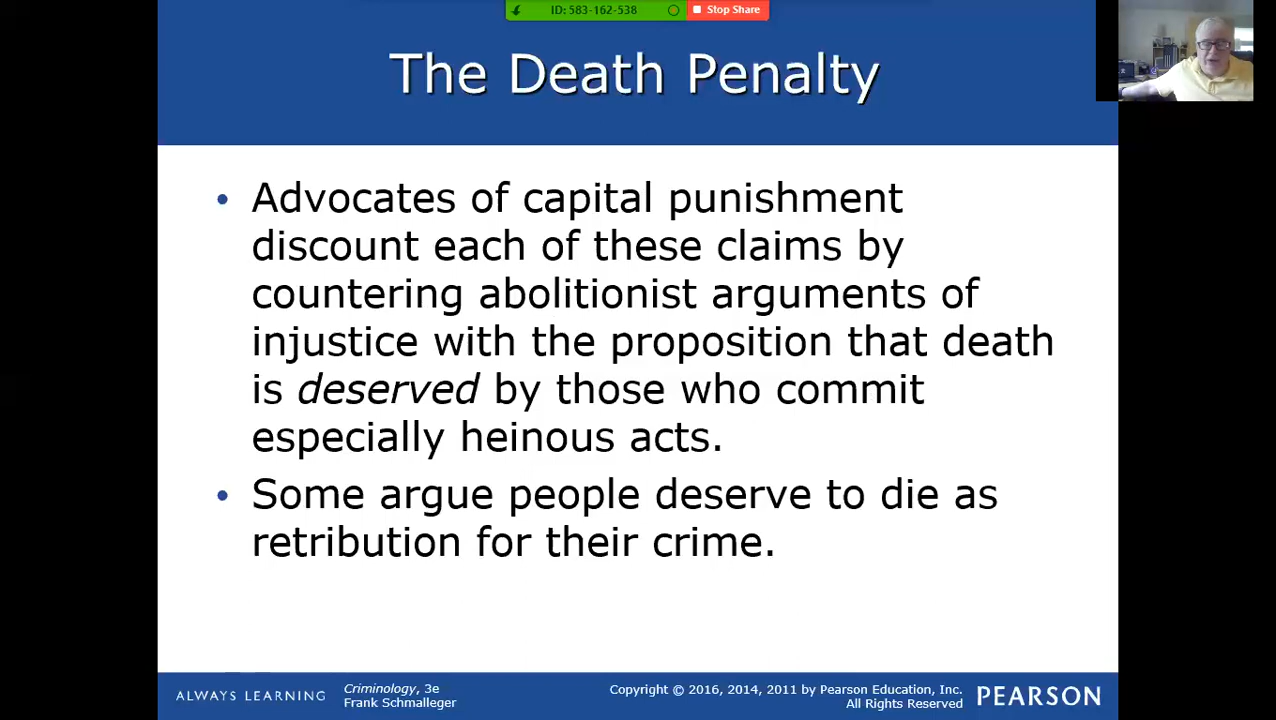 ID: 583-162-538 Stop Share
The Death Penalty
• Advocates of capital punishment
discount each of these claims by
countering abolitionist arguments of
injustice with the proposition that death
is deserved by those who commit
especially heinous acts.
• Some argue people deserve to die as
retribution for their crime.
ALWAYS LEARNING
Criminology, 3e
Frank Schmalleger
Copyright © 2016, 2014, 2011 by Pearson Education, Inc.
All Rights Reserved
PEARSON